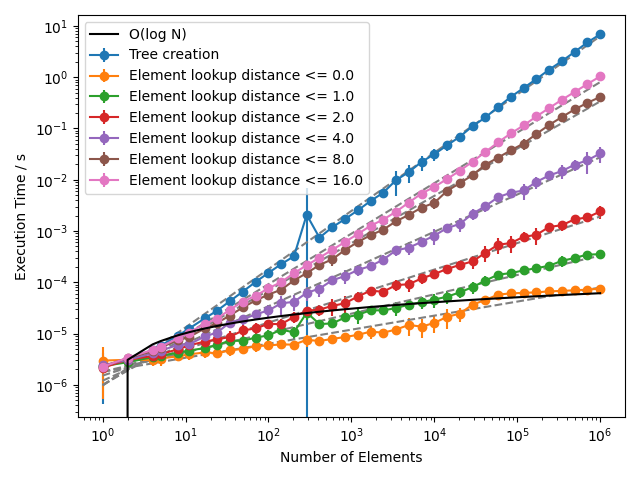 O(log N)
Tree creation
Element lookup distance <= 0.0
Element lookup distance <= 1.0
Element lookup distance <= 2.0
Element lookup distance <= 4.0
Element lookup distance <= 8.0
Element lookup distance <= 16.0
Execution Time / s
10¹
10⁰
10⁻¹
10⁻²
10⁻³
10⁻⁴
10⁻⁵
10⁻⁶
10⁰ 10¹ 10² 10³ 10⁴ 10⁵ 10⁶
Number of Elements